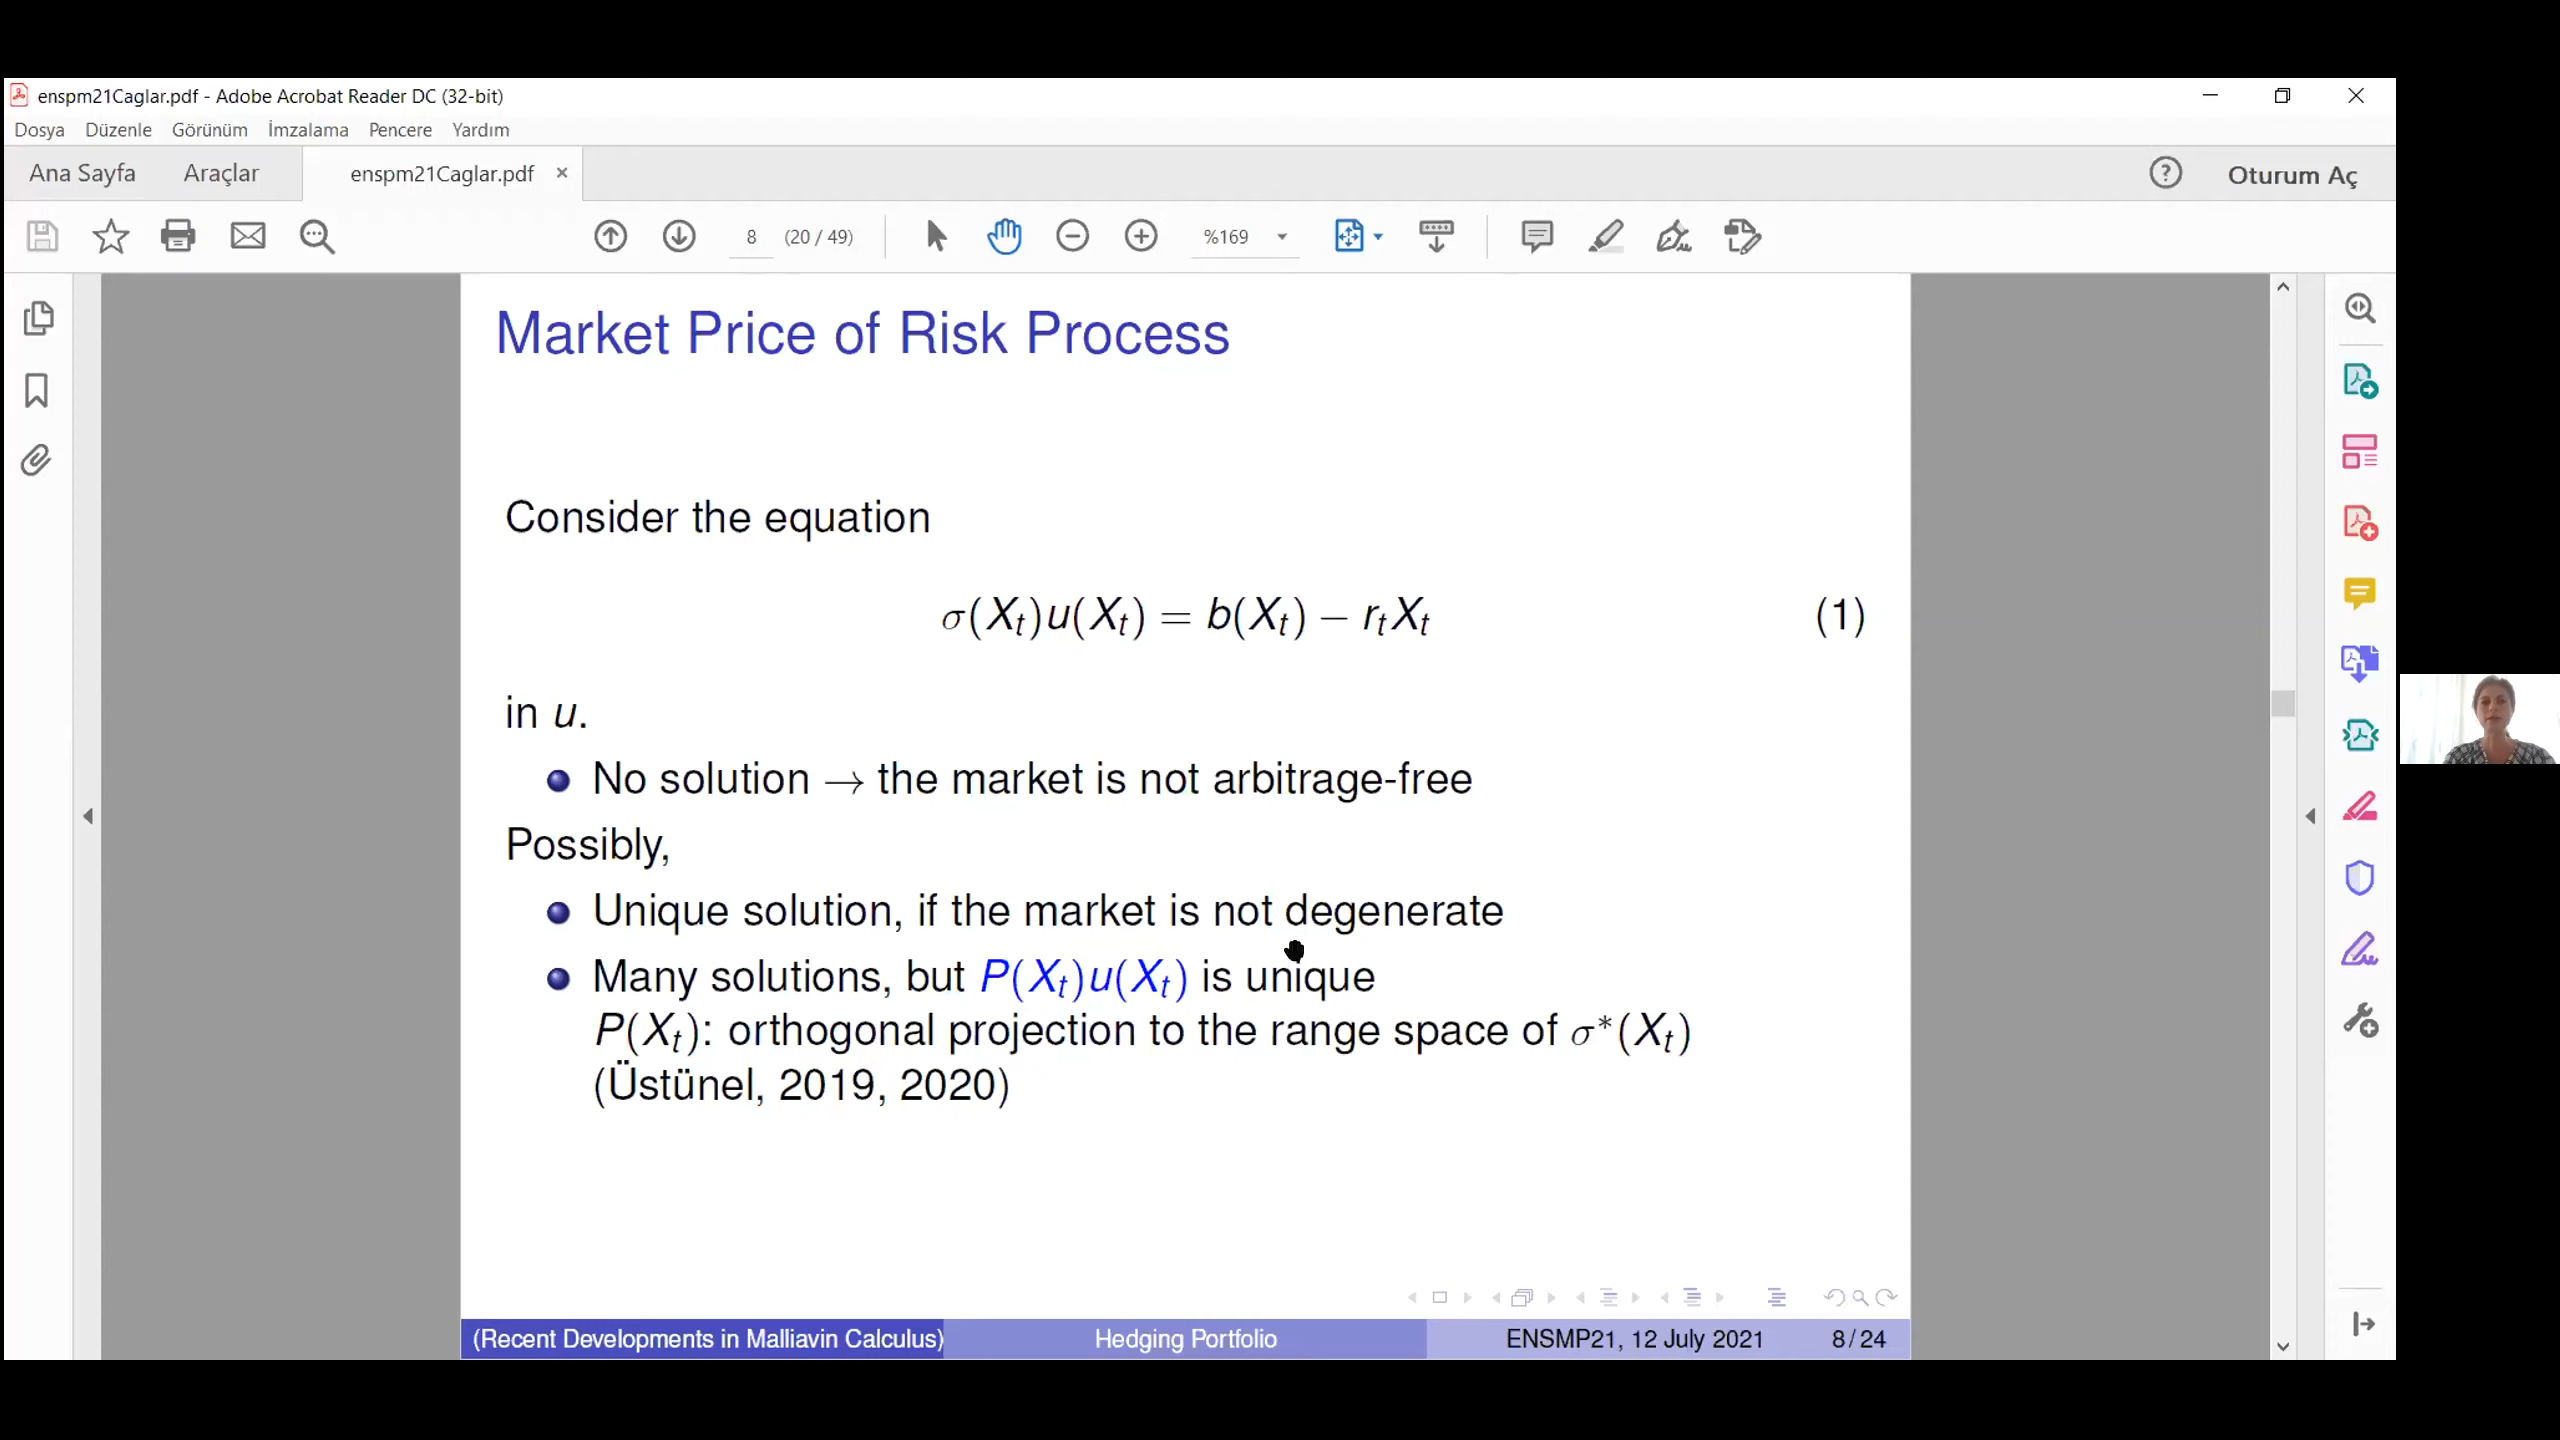 enspm21Caglar.pdf - Adobe Acrobat Reader DC (32-bit)
Dosya Düzenle Görünüm İmzalama Pencere Yardım
Ana Sayfa Araçlar enspm21Caglar.pdf × Oturum Aç
8 (20 / 49) %169
Market Price of Risk Process
Consider the equation
σ(Xₜ)u(Xₜ) = b(Xₜ) − rₜXₜ (1)
in u.
No solution → the market is not arbitrage-free
Possibly,
Unique solution, if the market is not degenerate
Many solutions, but P(Xₜ)u(Xₜ) is unique
P(Xₜ): orthogonal projection to the range space of σ*(Xₜ)
(Üstünel, 2019, 2020)
(Recent Developments in Malliavin Calculus) Hedging Portfolio ENSMP21, 12 July 2021 8 / 24